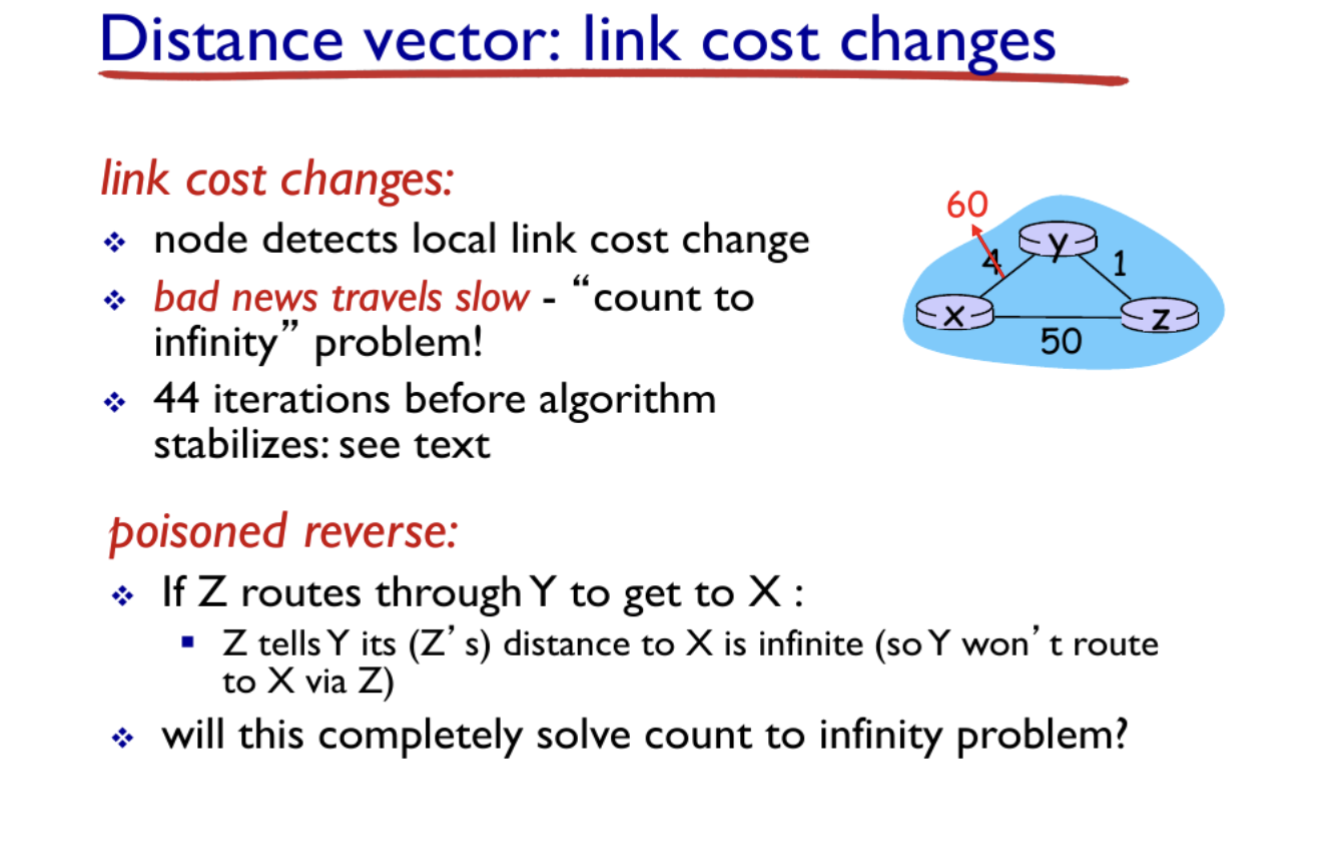 Distance vector: link cost changes
link cost changes:
❖ node detects local link cost change
❖ bad news travels slow - “count to
infinity” problem!
❖ 44 iterations before algorithm
stabilizes: see text
60
4
y
1
x
z
50
poisoned reverse:
❖ If Z routes through Y to get to X :
▪ Z tells Y its (Z’s) distance to X is infinite (so Y won’t route
to X via Z)
❖ will this completely solve count to infinity problem?